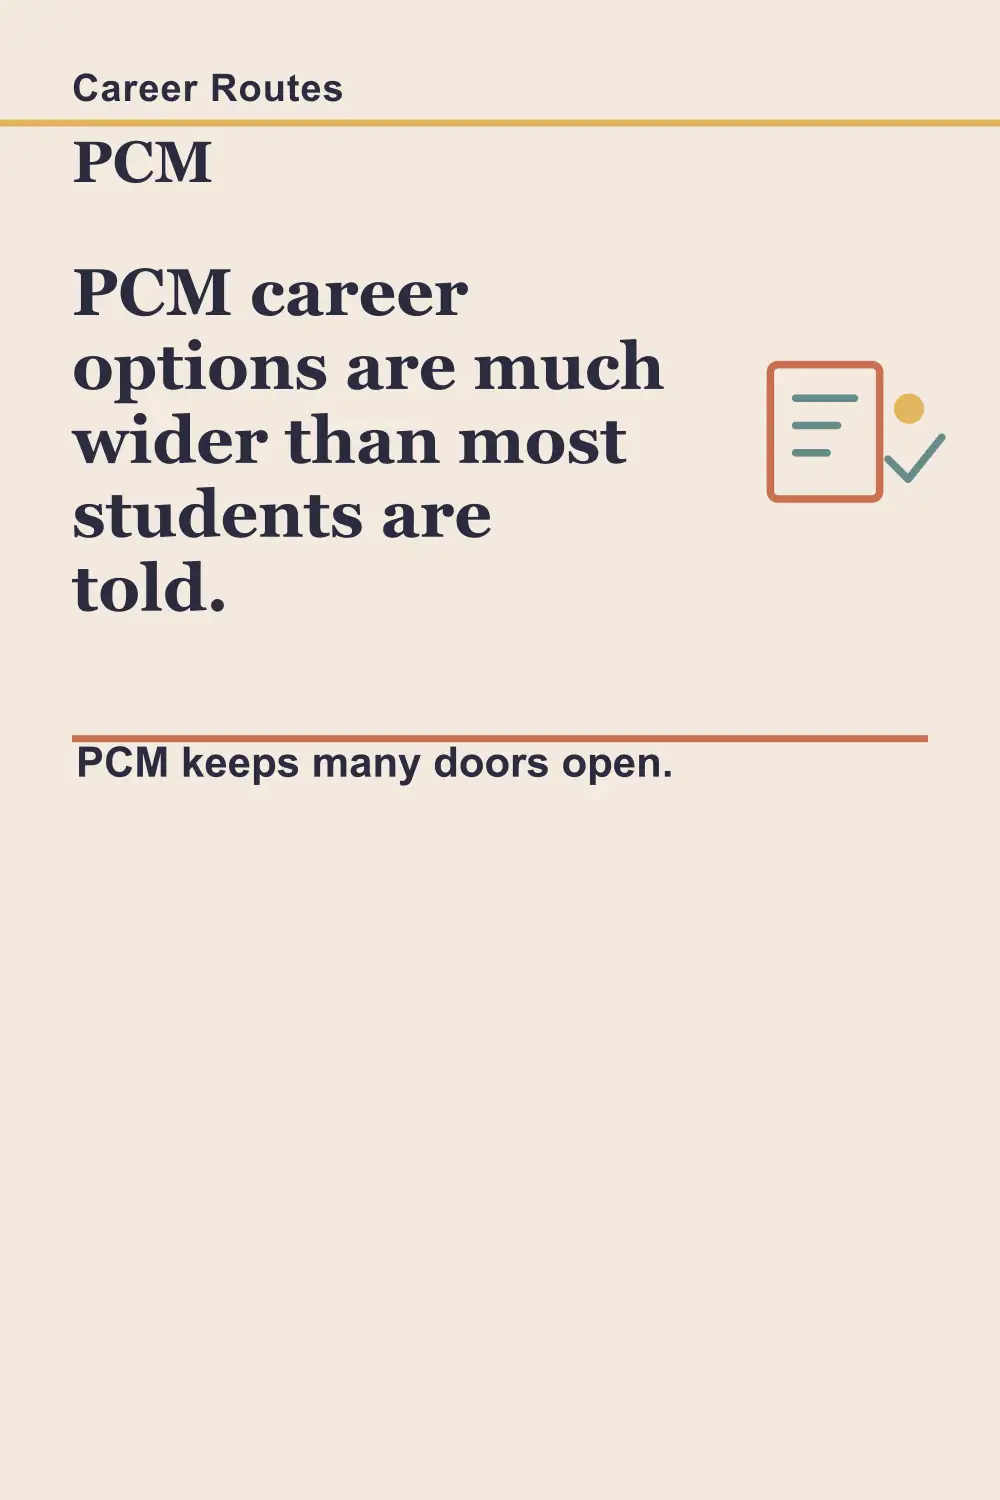 Career Routes
PCM
PCM career
options are much
wider than most
students are
told.
PCM keeps many doors open.